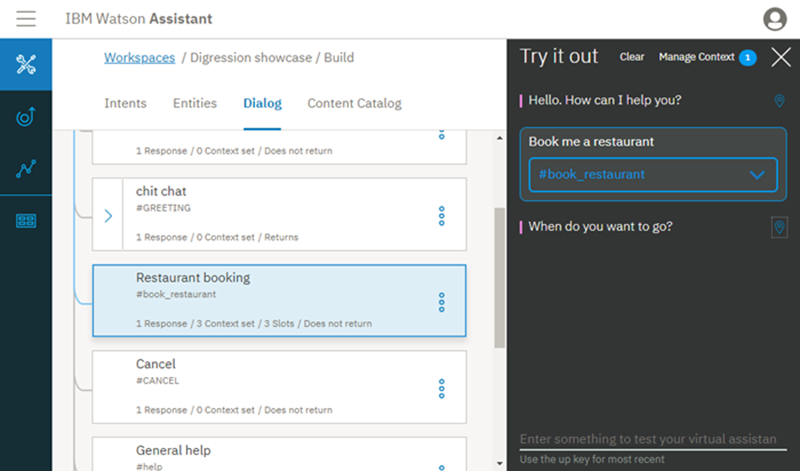 IBM Watson Assistant
Workspaces / Digression showcase / Build
Intents Entities Dialog Content Catalog
1 Response / 0 Context set / Does not return
chit chat
#GREETING
1 Response / 0 Context set / Returns
Restaurant booking
#book_restaurant
1 Response / 3 Context set / 3 Slots / Does not return
Cancel
#CANCEL
1 Response / 0 Context set / Does not return
General help
#help
Try it out Clear Manage Context 1
Hello. How can I help you?
Book me a restaurant
#book_restaurant
When do you want to go?
Enter something to test your virtual assistan
Use the up key for most recent